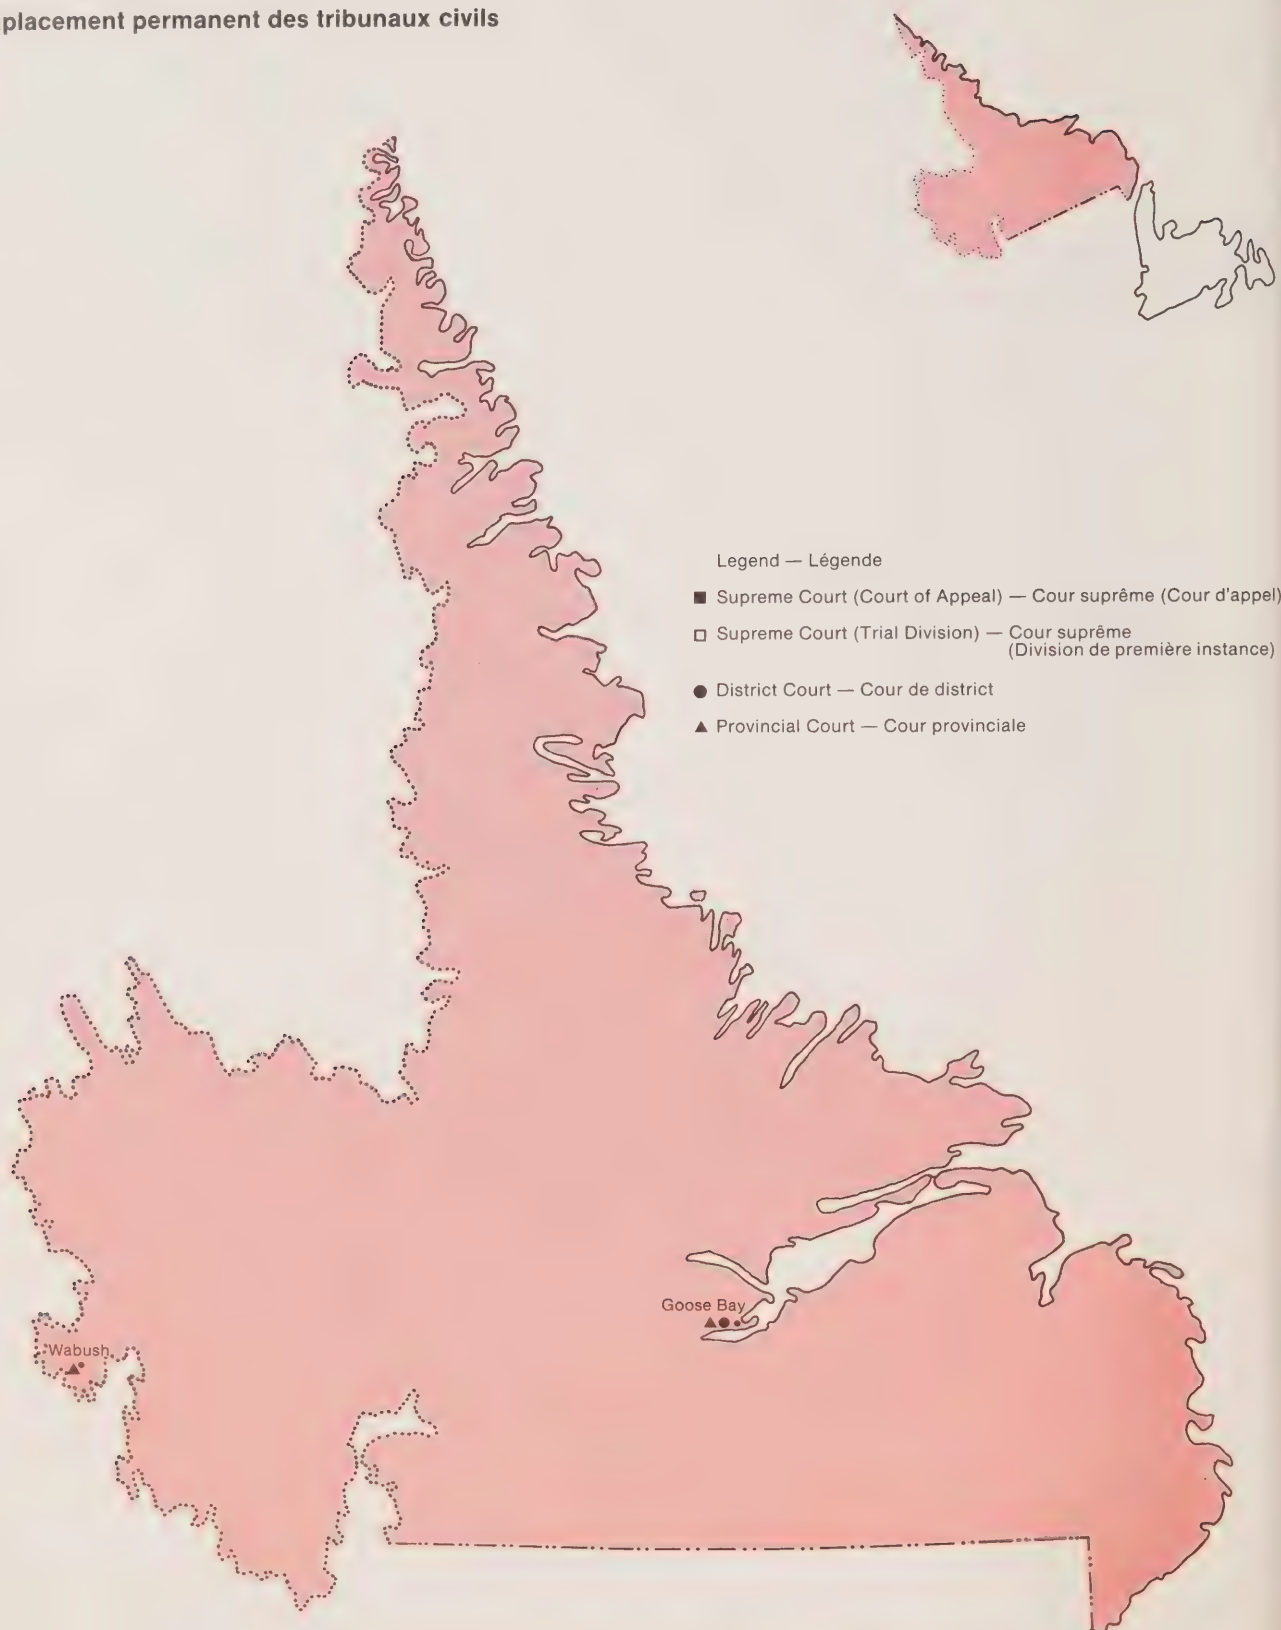 placement permanent des tribunaux civils
Legend — Légende
Supreme Court (Court of Appeal) — Cour suprême (Cour d'appel)
Supreme Court (Trial Division) — Cour suprême
(Division de première instance)
District Court — Cour de district
Provincial Court — Cour provinciale
Goose Bay
Wabush